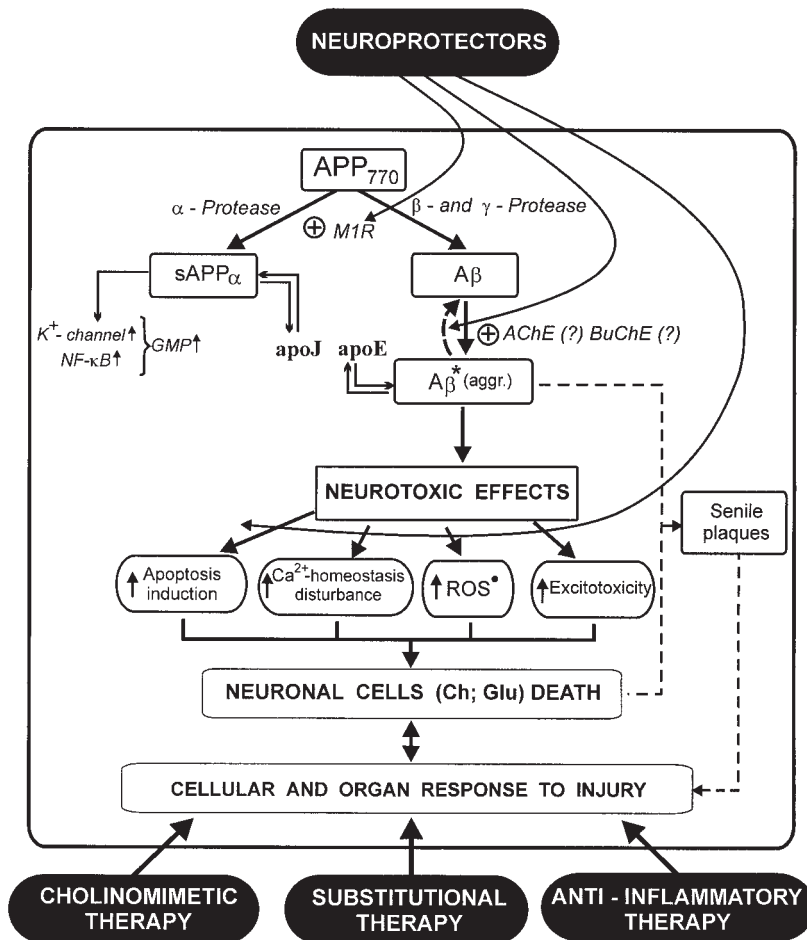 NEUROPROTECTORS
APP770
α - Protease
β - and γ - Protease
⊕ M1R
sAPPα
Aβ
K+- channel↑
NF-κB↑
}GMP↑
apoJ
apoE
⊕ AChE (?) BuChE (?)
Aβ* (aggr.)
NEUROTOXIC EFFECTS
Senile
plaques
↑ Apoptosis
induction
↑Ca2+-homeostasis
disturbance
↑ROS•
↑Excitotoxicity
NEURONAL CELLS (Ch; Glu) DEATH
CELLULAR AND ORGAN RESPONSE TO INJURY
CHOLINOMIMETIC
THERAPY
SUBSTITUTIONAL
THERAPY
ANTI - INFLAMMATORY
THERAPY